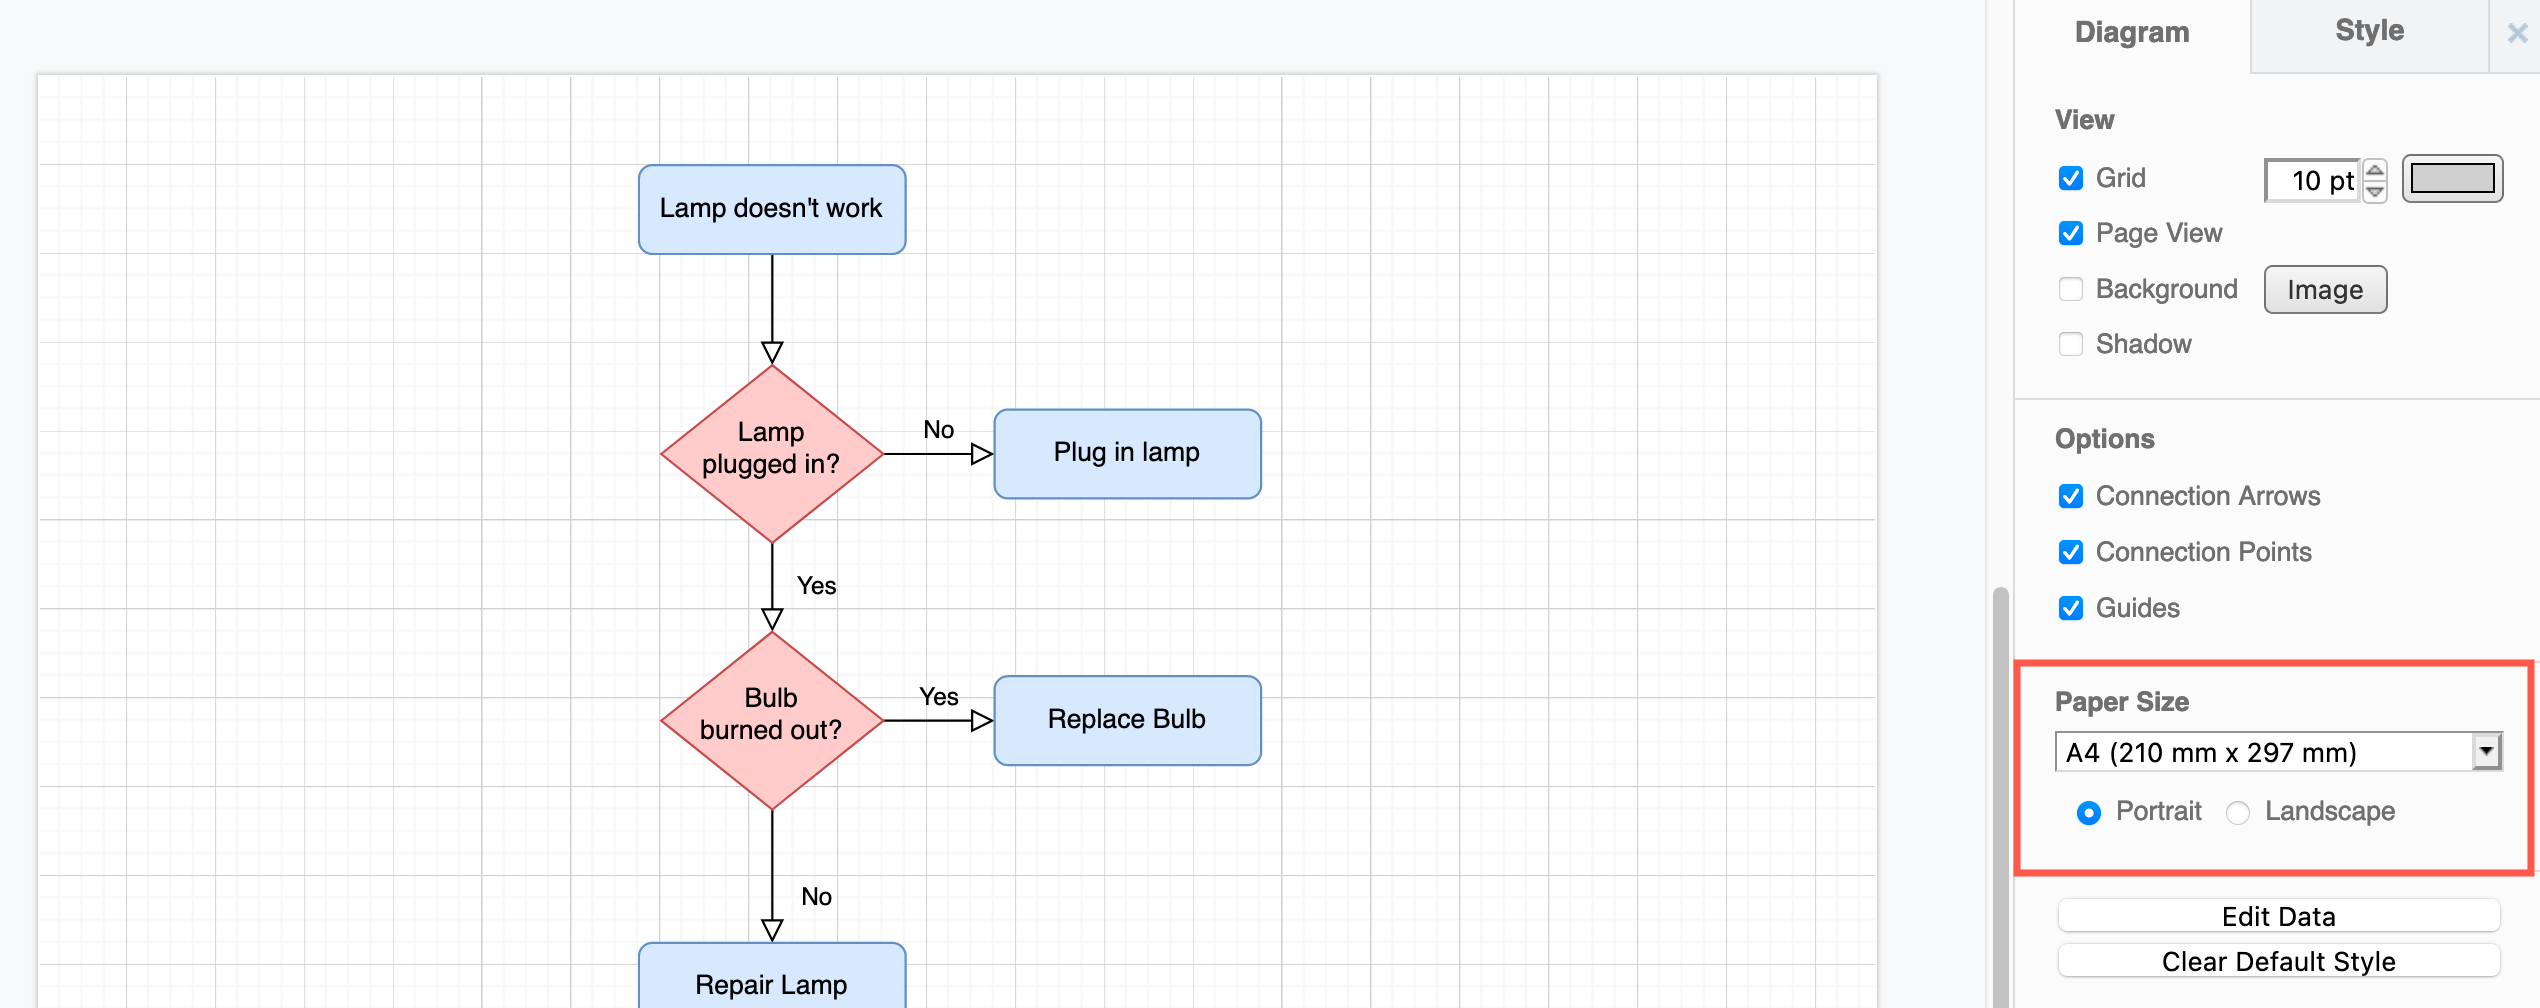 Lamp doesn't work
Lamp
plugged in?
No
Plug in lamp
Yes
Bulb
burned out?
Yes
Replace Bulb
No
Repair Lamp
Diagram
Style
View
Grid
10 pt
Page View
Background
Image
Shadow
Options
Connection Arrows
Connection Points
Guides
Paper Size
A4 (210 mm x 297 mm)
Portrait
Landscape
Edit Data
Clear Default Style